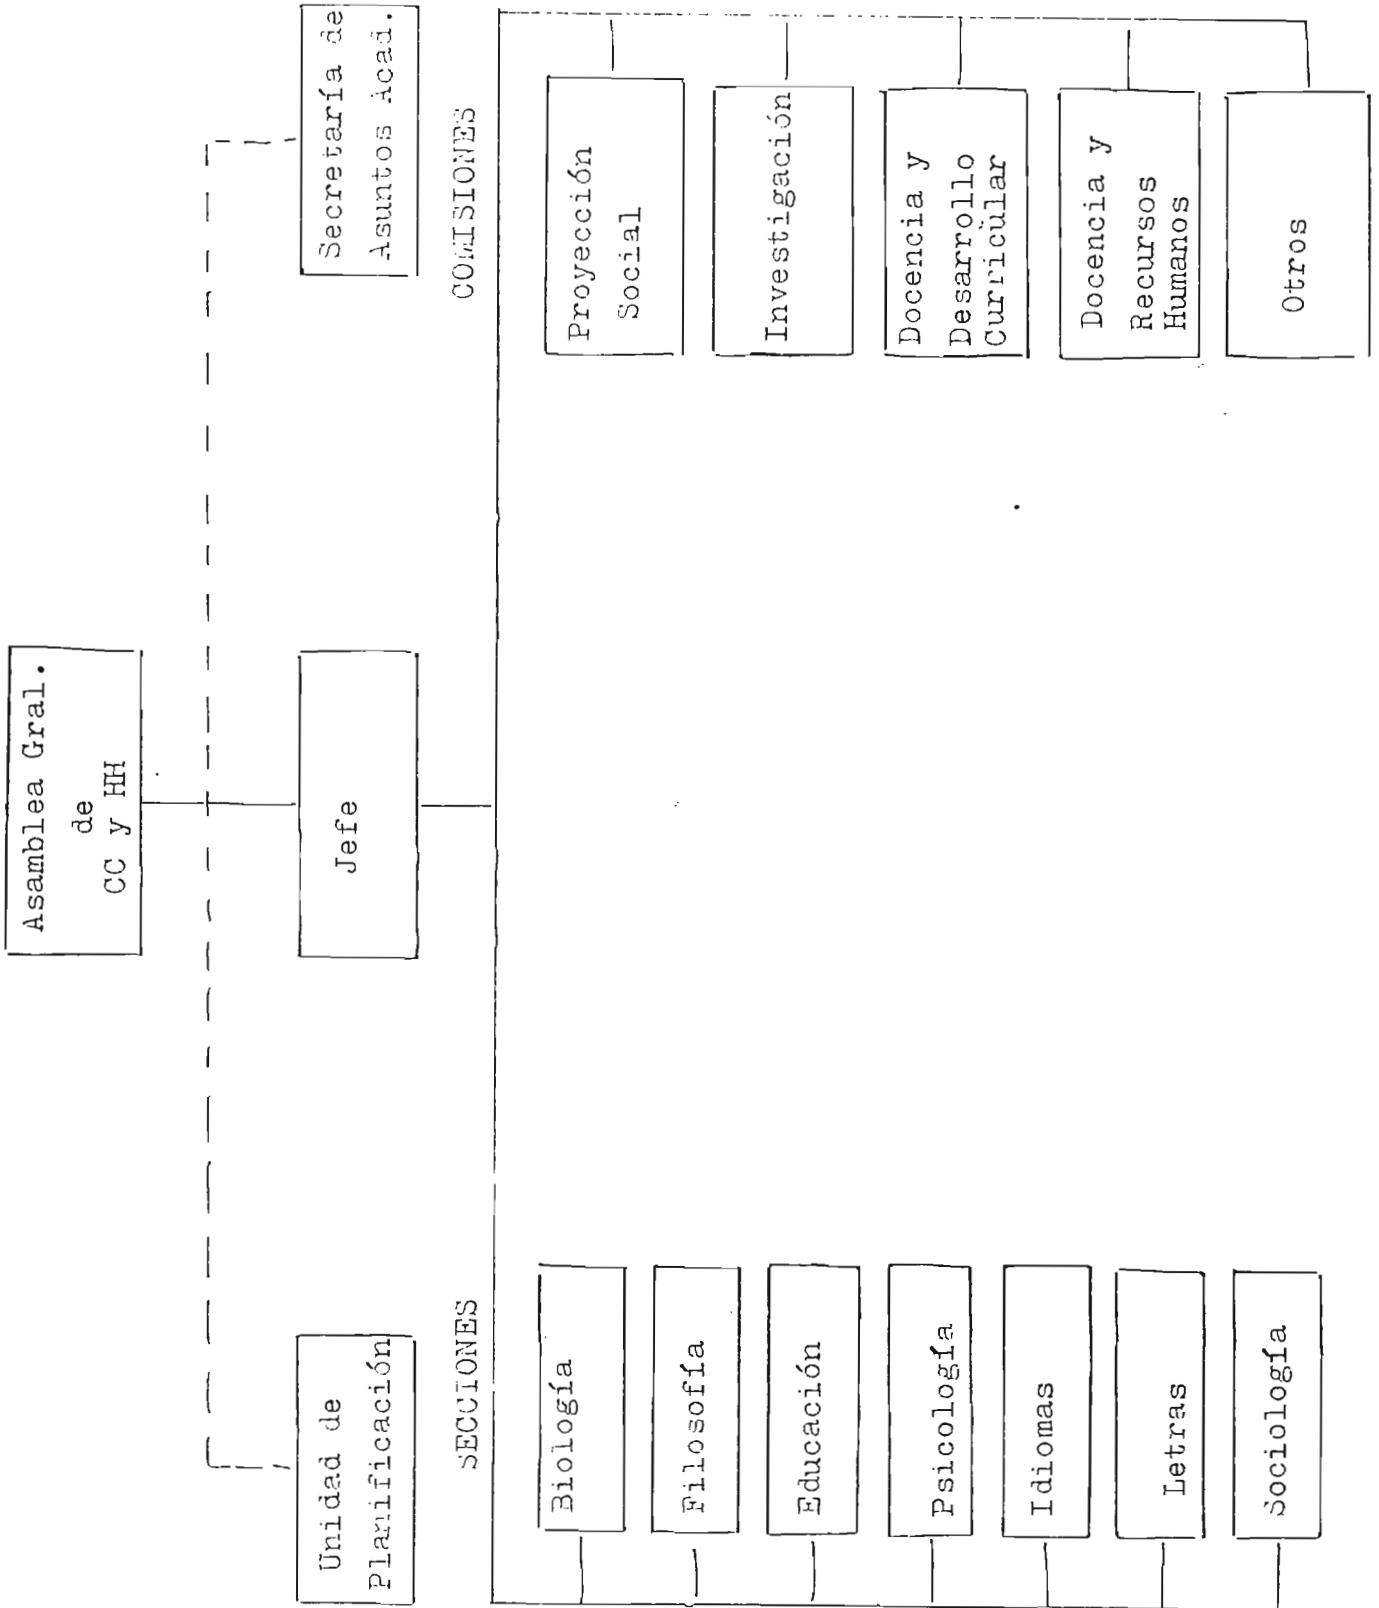 Asamblea Gral.
de
CC y HH
Unidad de
Planificación
Jefe
Secretaría de
Asuntos Acad.
SECCIONES
Biología
Filosofía
Educación
Psicología
Idiomas
Letras
Sociología
COMISIONES
Proyección
Social
Investigación
Docencia y
Desarrollo
Curricular
Docencia y
Recursos
Humanos
Otros